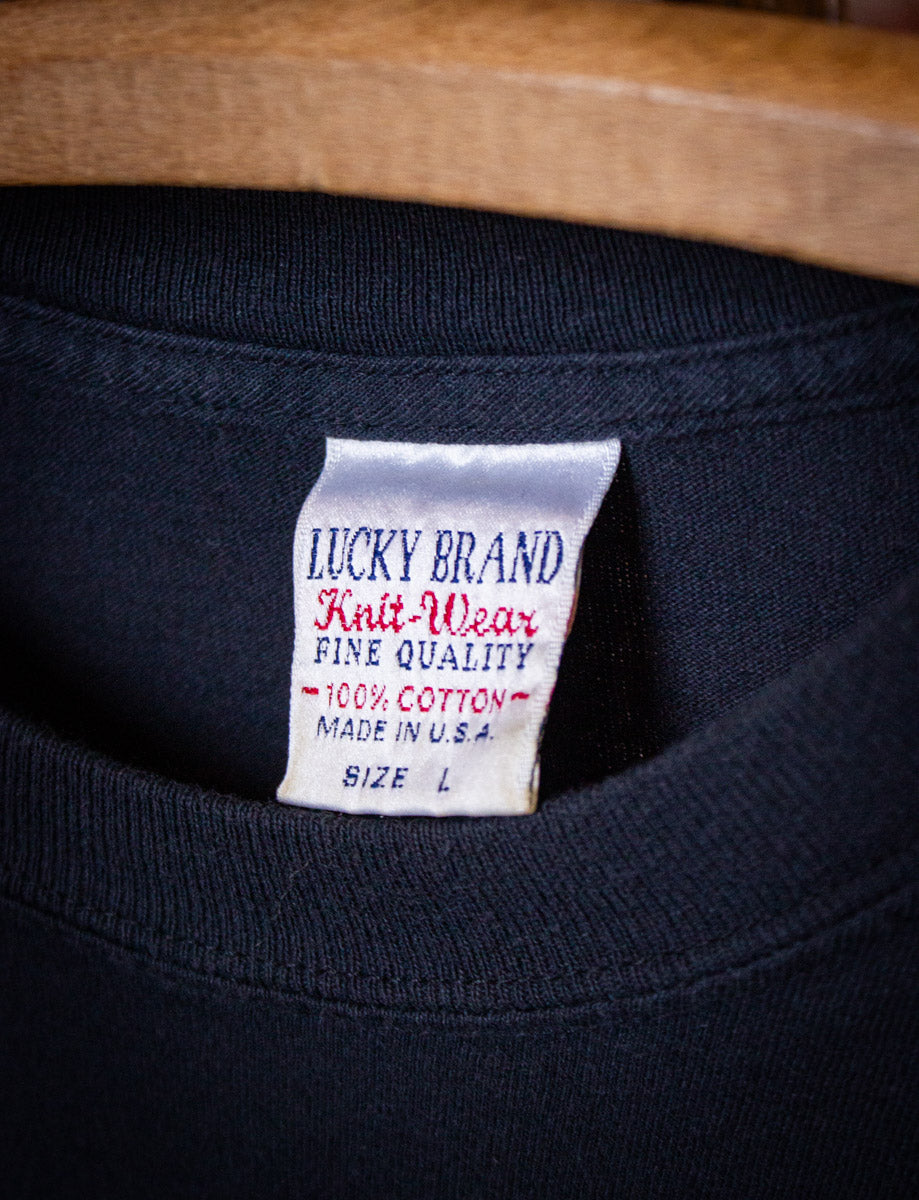 LUCKY BRAND
Knit-Wear
FINE QUALITY
-100% COTTON-
MADE IN U.S.A.
SIZE L